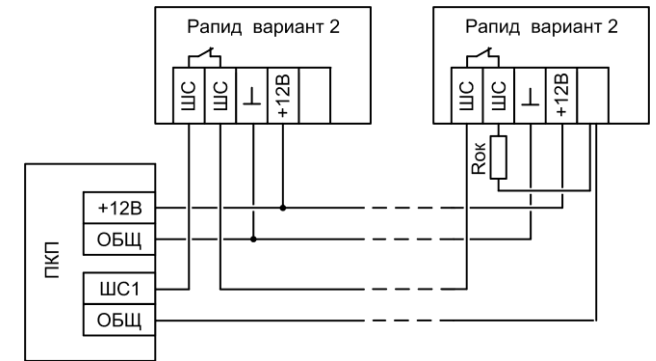 Рапид вариант 2
ШС ШС ⊥ +12В
Рапид вариант 2
ШС ШС ⊥ +12В
Rок
ПКП
+12В
ОБЩ
ШС1
ОБЩ